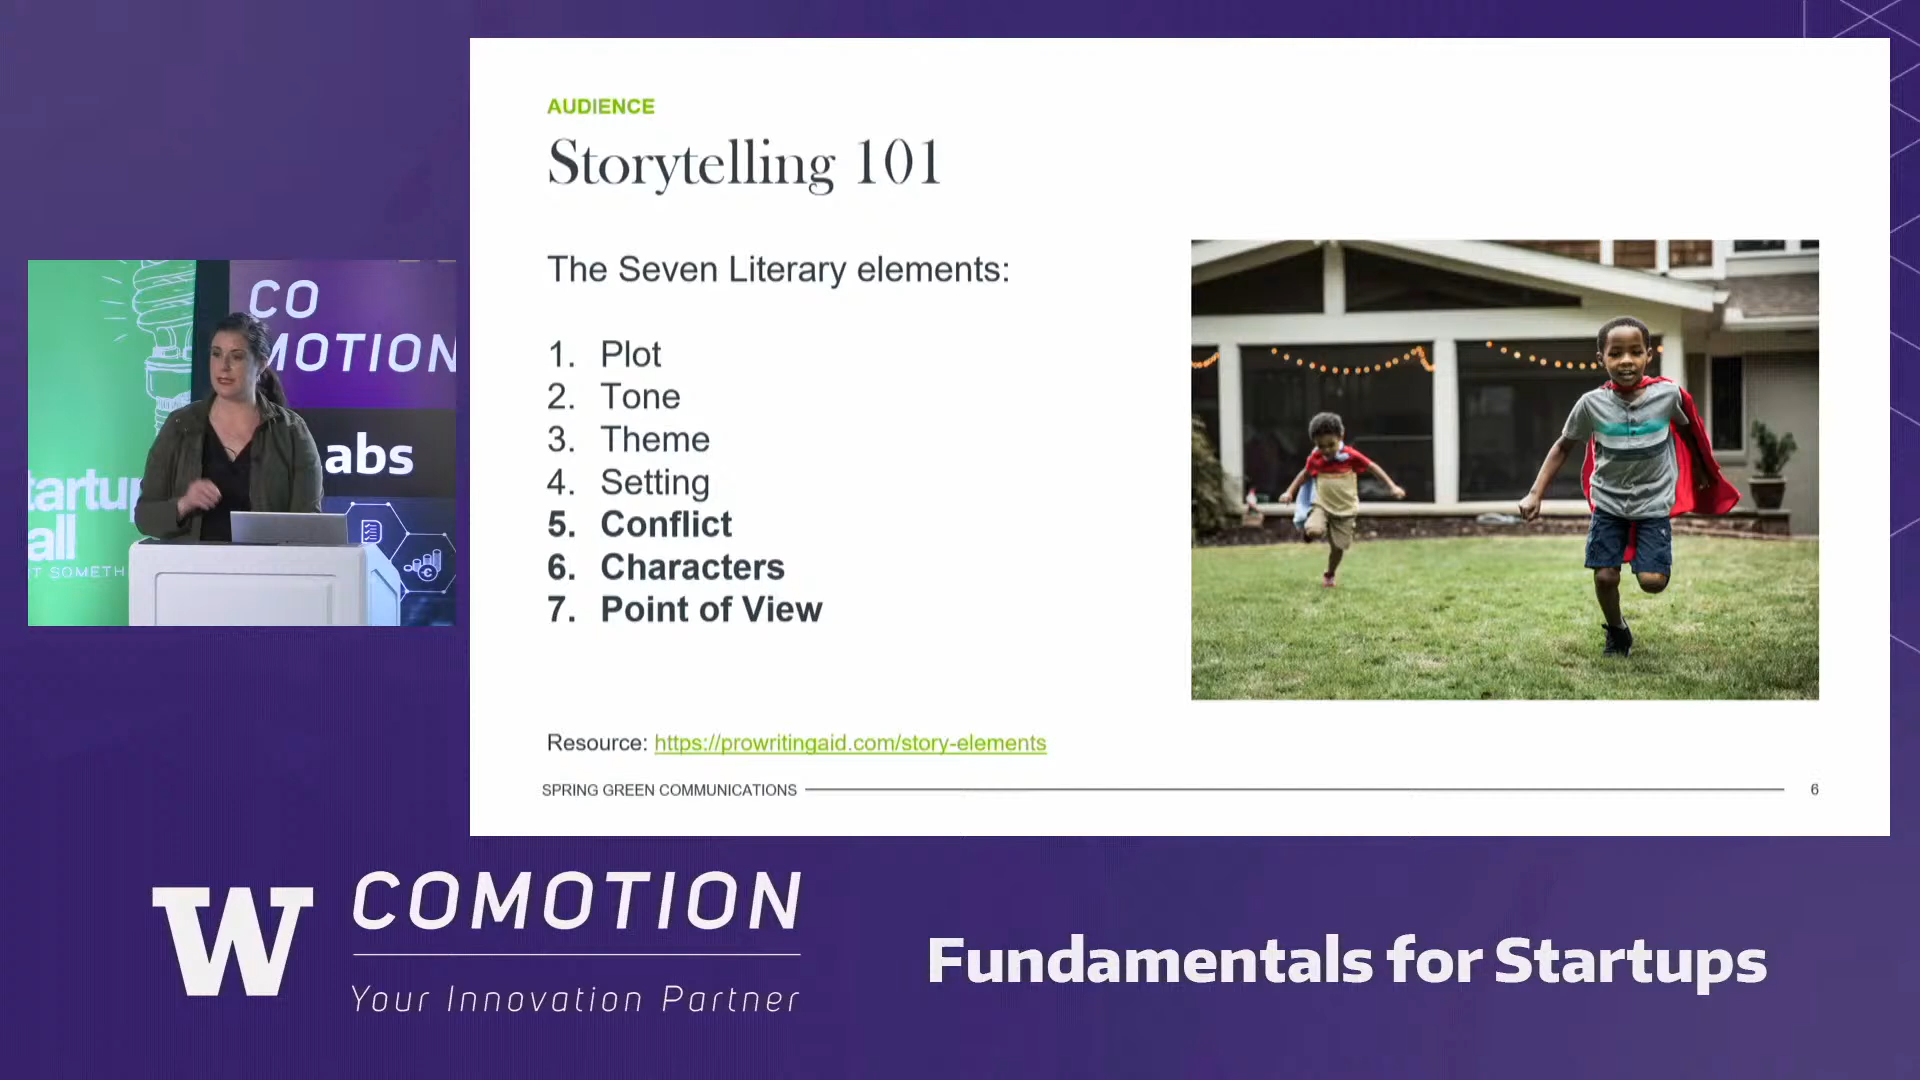 AUDIENCE
Storytelling 101
The Seven Literary elements:
1. Plot
2. Tone
3. Theme
4. Setting
5. Conflict
6. Characters
7. Point of View
Resource: https://prowritingaid.com/story-elements
SPRING GREEN COMMUNICATIONS
6
CO
MOTION
abs
tartup
all
T SOMETH
W
COMOTION
Your Innovation Partner
Fundamentals for Startups